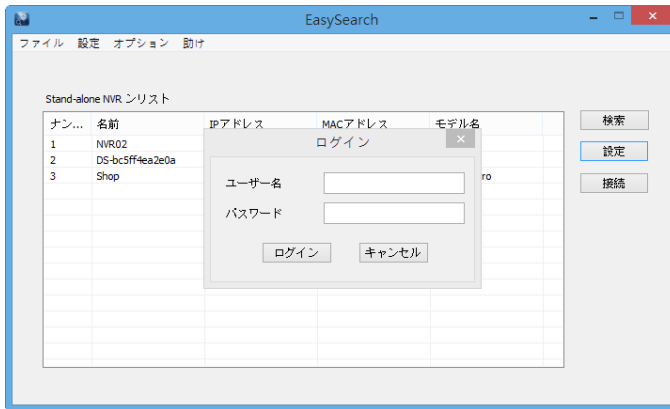 EasySearch
ファイル 設定 オプション 助け
Stand-alone NVR ンリスト
ナン... 名前 IPアドレス MACアドレス モデル名
1 NVR02
2 DS-bc5ff4ea2e0a
3 Shop ro
検索
設定
接続
ログイン
ユーザー名
パスワード
ログイン キャンセル